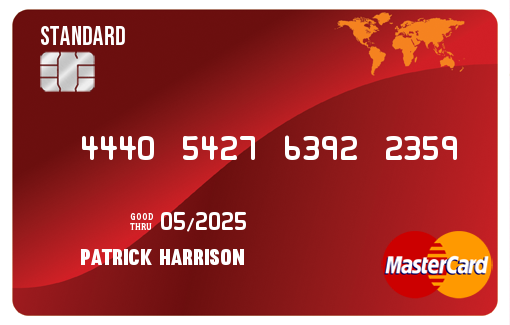 STANDARD
4440 5427 6392 2359
GOOD
THRU 05/2025
PATRICK HARRISON
MasterCard